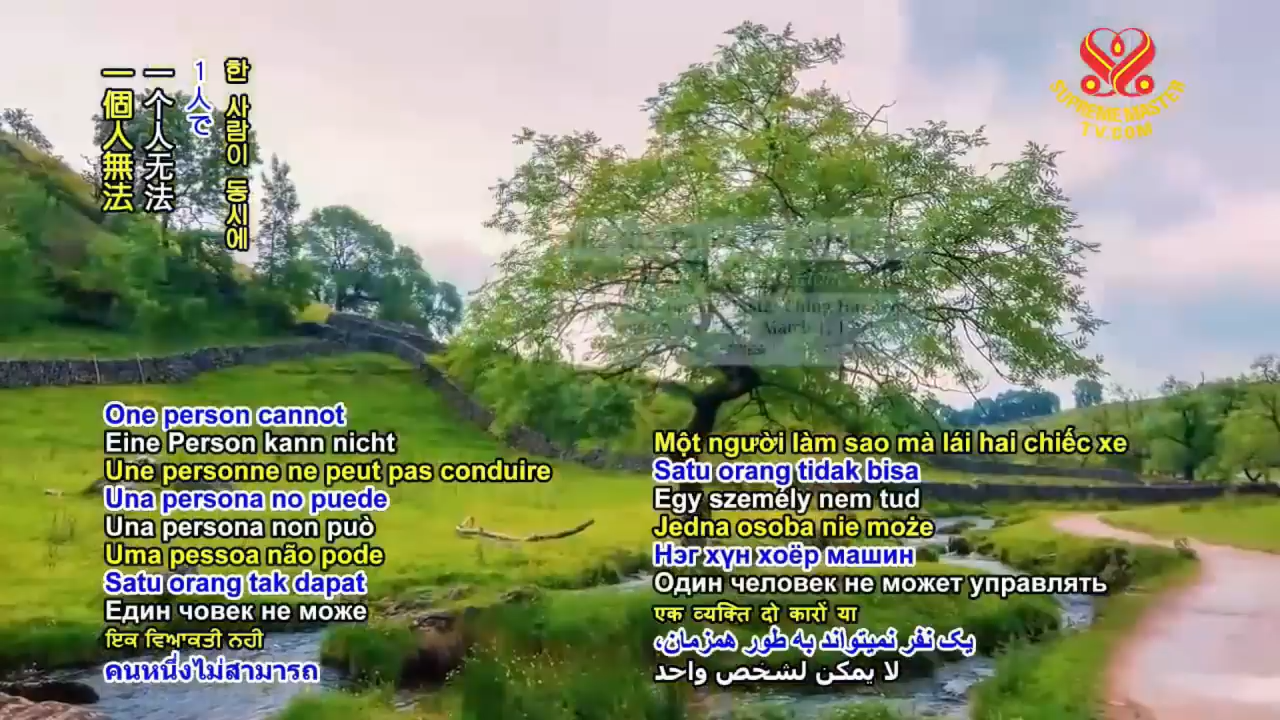 一個人無法
一个人无法
1人で
한 사람이 동시에
SUPREME MASTER
TV.COM
One person cannot
Eine Person kann nicht
Une personne ne peut pas conduire
Una persona no puede
Una persona non può
Uma pessoa não pode
Satu orang tak dapat
Един човек не може
ਇਕ ਵਿਆਕਤੀ ਨਹੀ
คนหนึ่งไม่สามารถ
Một người làm sao mà lái hai chiếc xe
Satu orang tidak bisa
Egy személy nem tud
Jedna osoba nie może
Нэг хүн хоёр машин
Один человек не может управлять
एक व्यक्ति दो कारों या
یک نفر نمیتواند به طور همزمان،
لا يمكن لشخص واحد